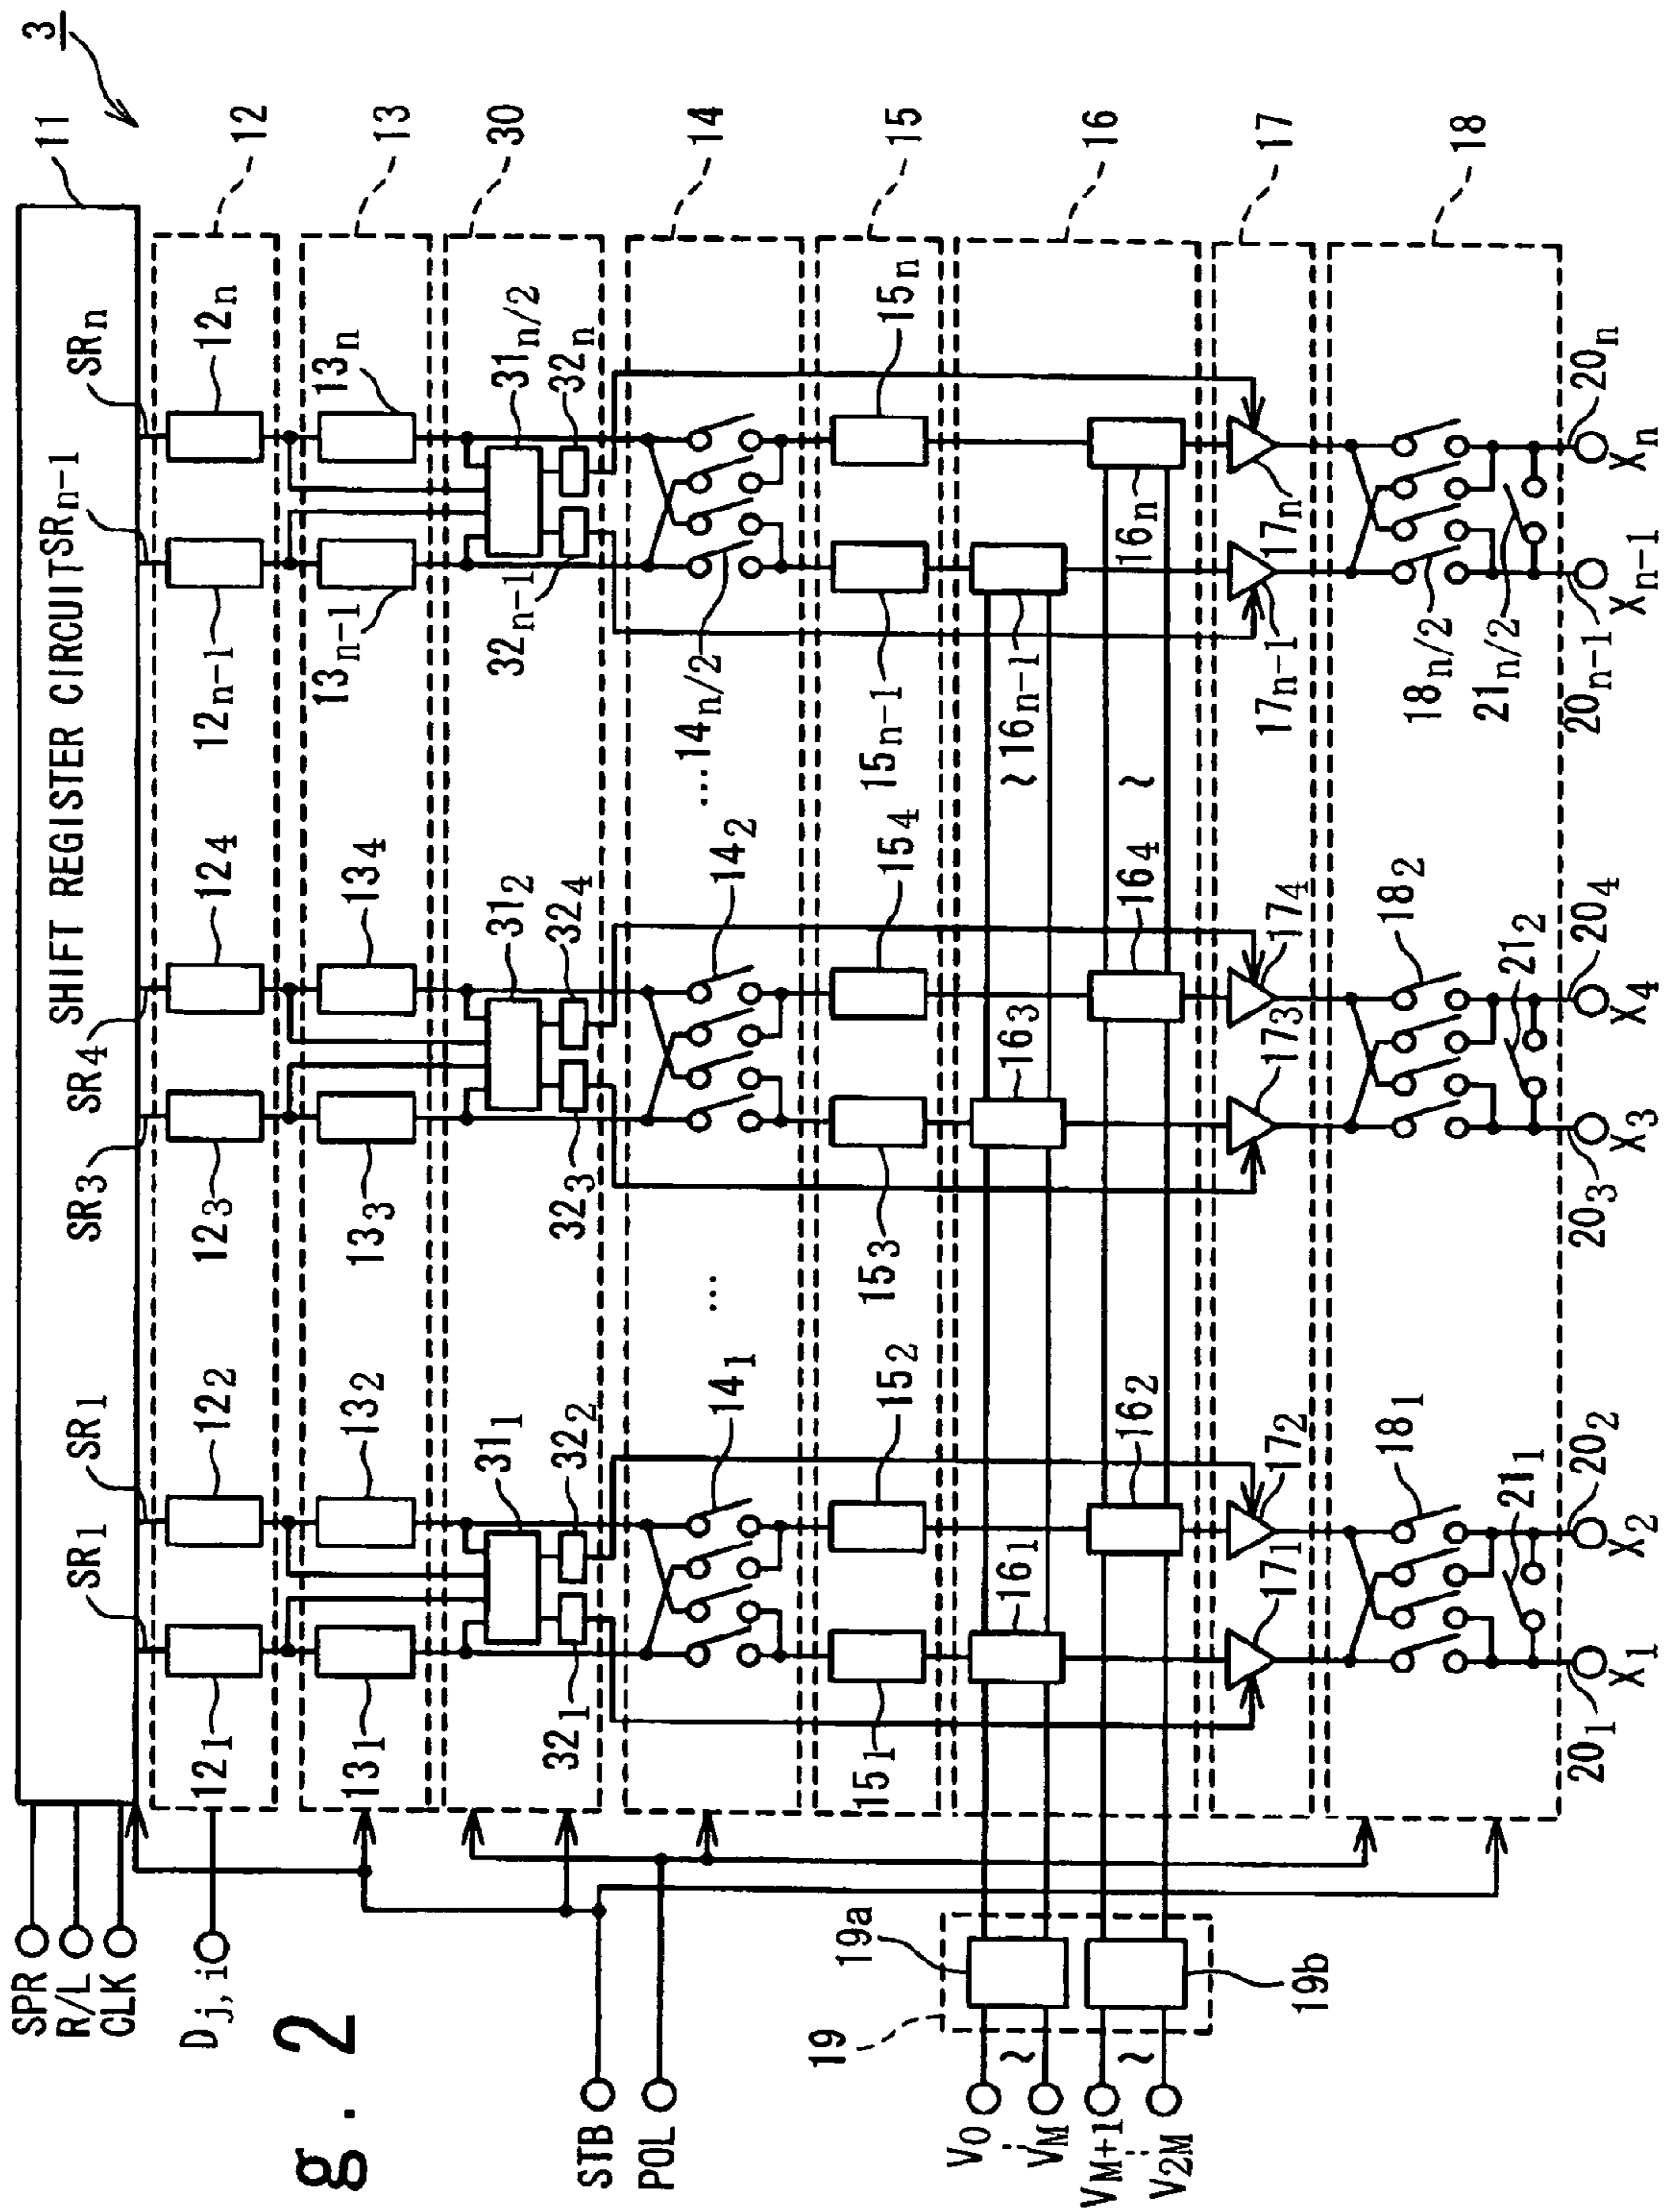 g. 2
3
SHIFT REGISTER CIRCUIT
11
SPR
R/L
CLK
SR1
SR1
SR3
SR4
SRn-1
SRn
Dj,i
12₁
12₂
12₃
12₄
12n-1
12n
12
13₁
13₂
13₃
13₄
13n-1
13n
13
31₁
31₂
31n/2
30
32₁
32₂
32₃
32₄
32n-1
32n
STB
POL
14₁
...
14₂
...14n/2
14
15₁
15₂
15₃
15₄
15n-1
15n
15
19
19a
19b
V₀
⋮
VM
VM+1
⋮
V2M
~
~
16₁
16₂
16₃
16₄
~
~
16n-1
16n
16
17₁
17₂
17₃
17₄
17n-1
17n
17
18₁
18₂
18n/2
18
21₁
21₂
21n/2
20₁
20₂
20₃
20₄
20n-1
20n
X₁
X₂
X₃
X₄
Xn-1
Xn